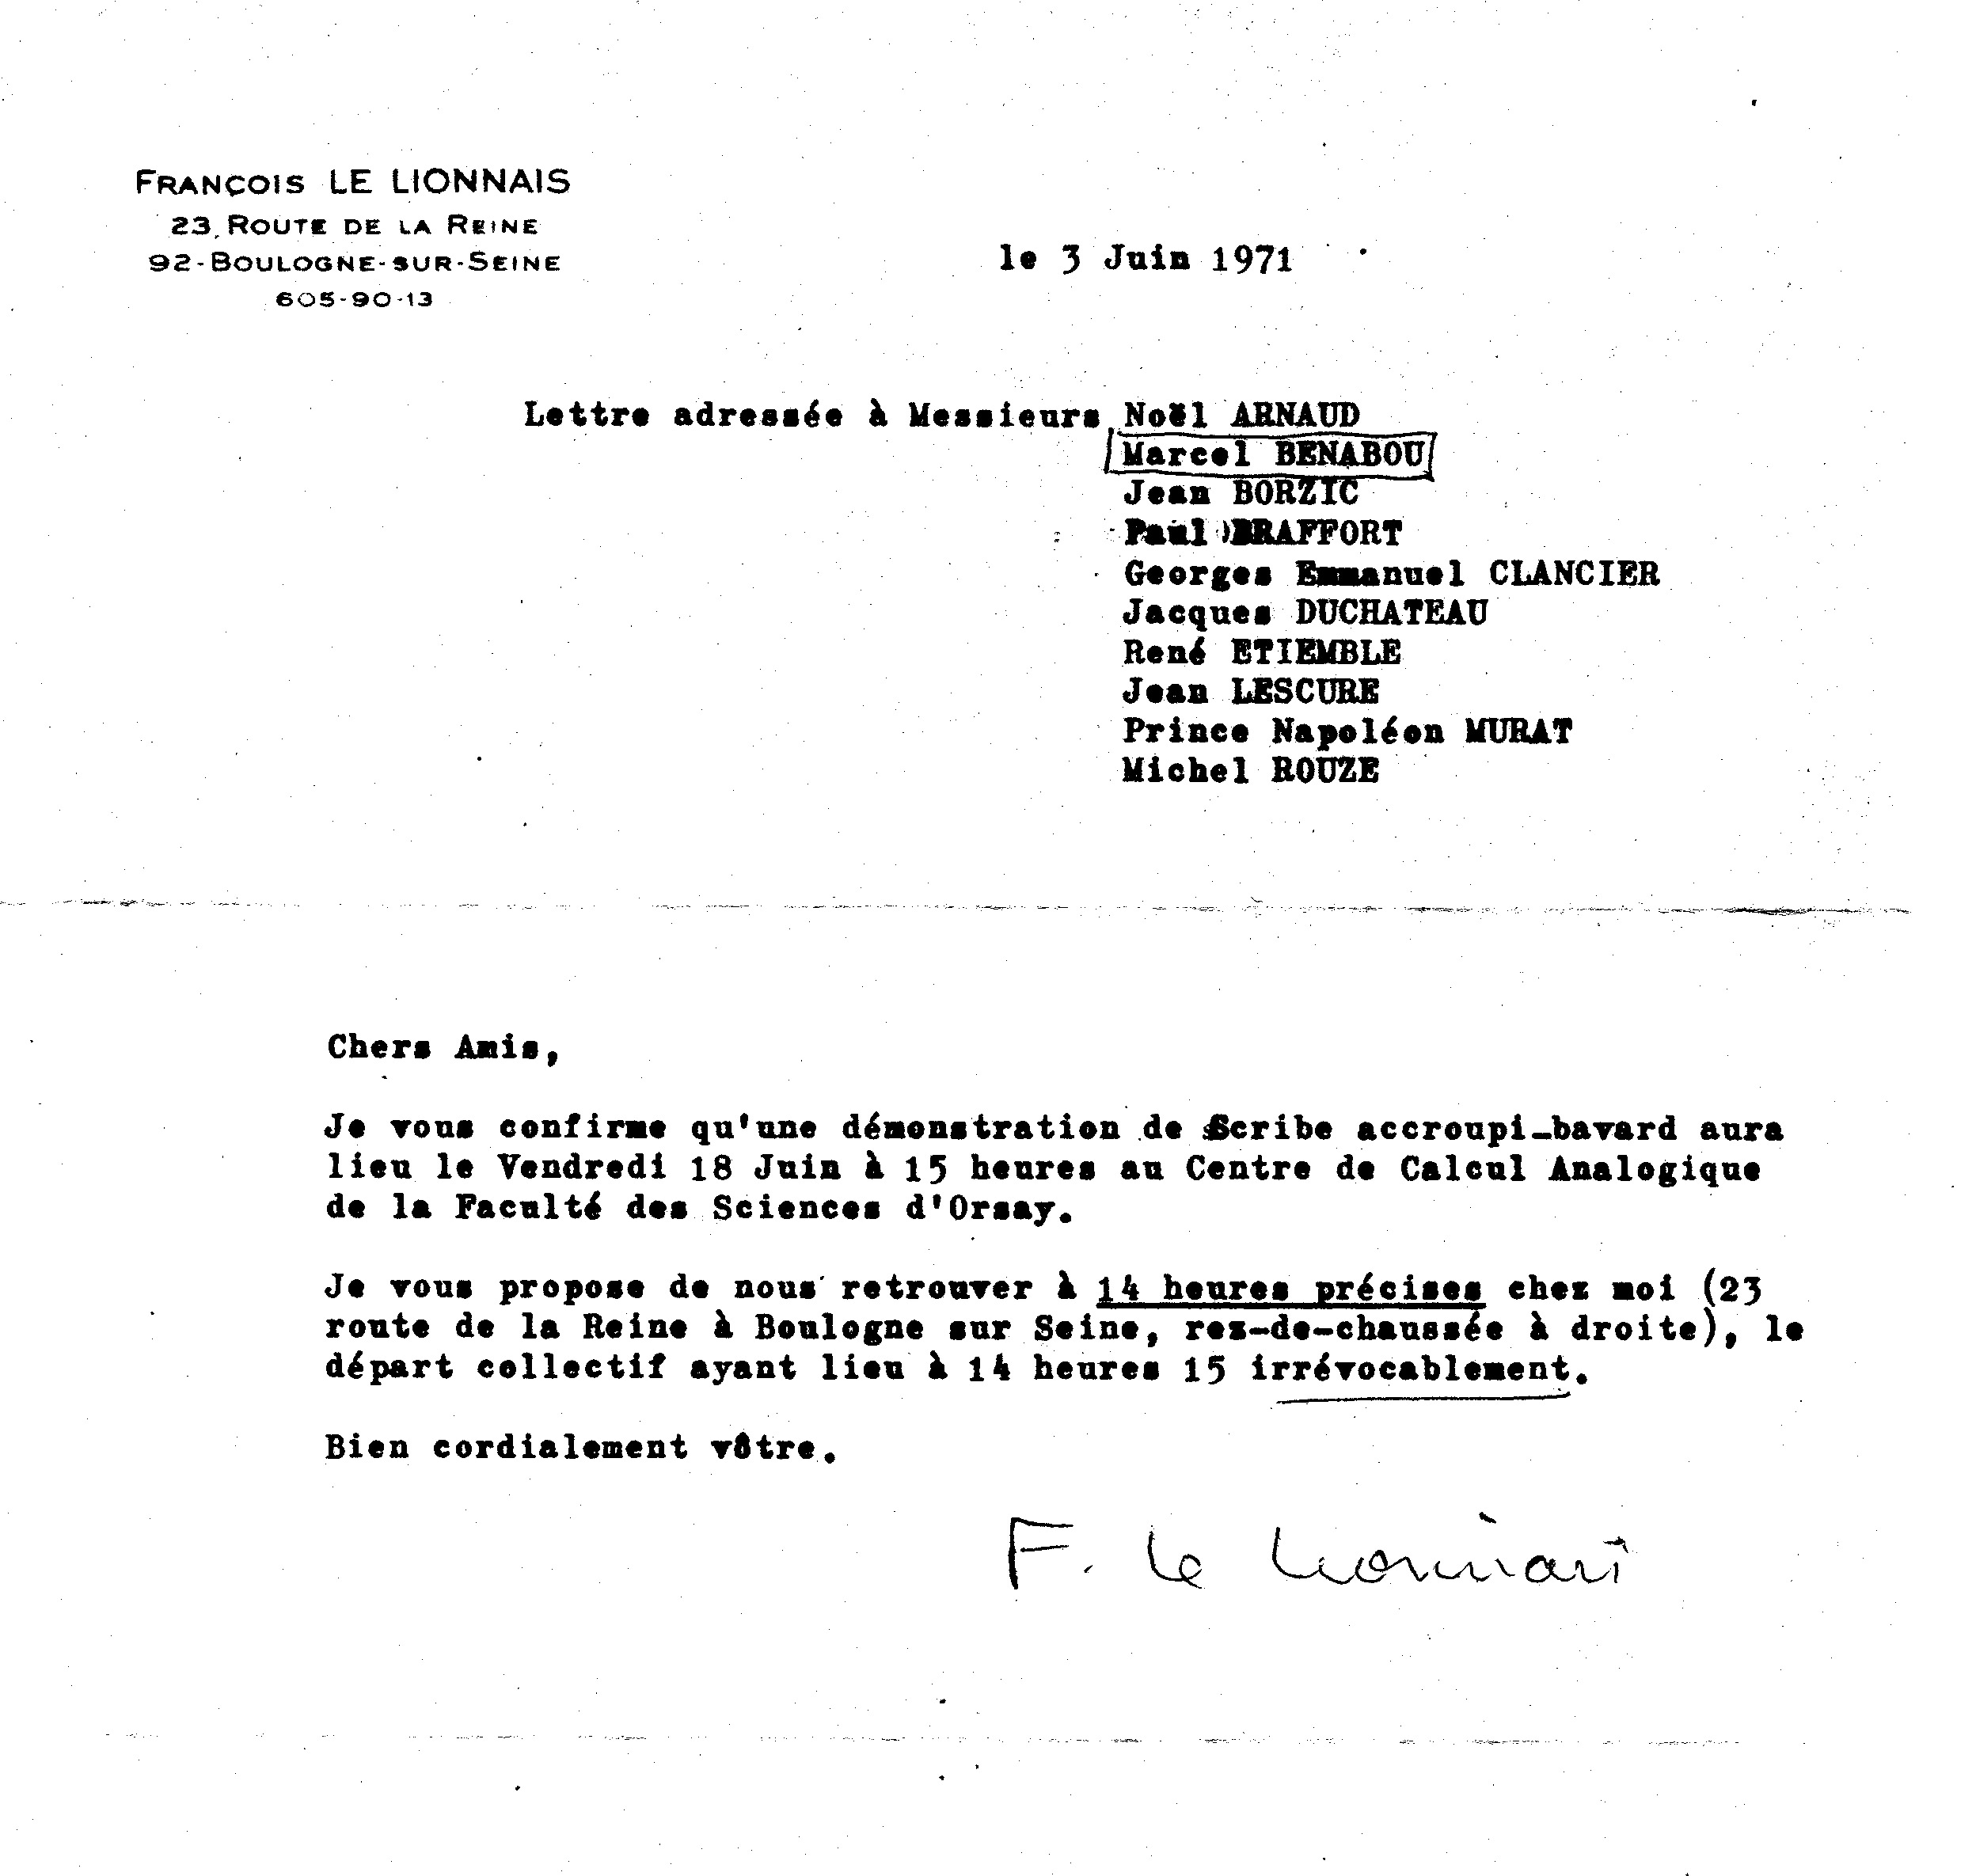 FRANÇOIS LE LIONNAIS
23, ROUTE DE LA REINE
92-BOULOGNE-SUR-SEINE
605-90-13
le 3 Juin 1971
Lettre adressée à Messieurs Noël ARNAUD
Marcel BENABOU
Jean BORZIC
Paul BRAFFORT
Georges Emmanuel CLANCIER
Jacques DUCHATEAU
René ETIEMBLE
Jean LESCURE
Prince Napoléon MURAT
Michel ROUZE
Chers Amis,
Je vous confirme qu'une démonstration de Scribe accroupi-bavard aura
lieu le Vendredi 18 Juin à 15 heures au Centre de Calcul Analogique
de la Faculté des Sciences d'Orsay.
Je vous propose de nous retrouver à 14 heures précises chez moi (23
route de la Reine à Boulogne sur Seine, rez-de-chaussée à droite), le
départ collectif ayant lieu à 14 heures 15 irrévocablement.
Bien cordialement vôtre.
F. Le Lionnais